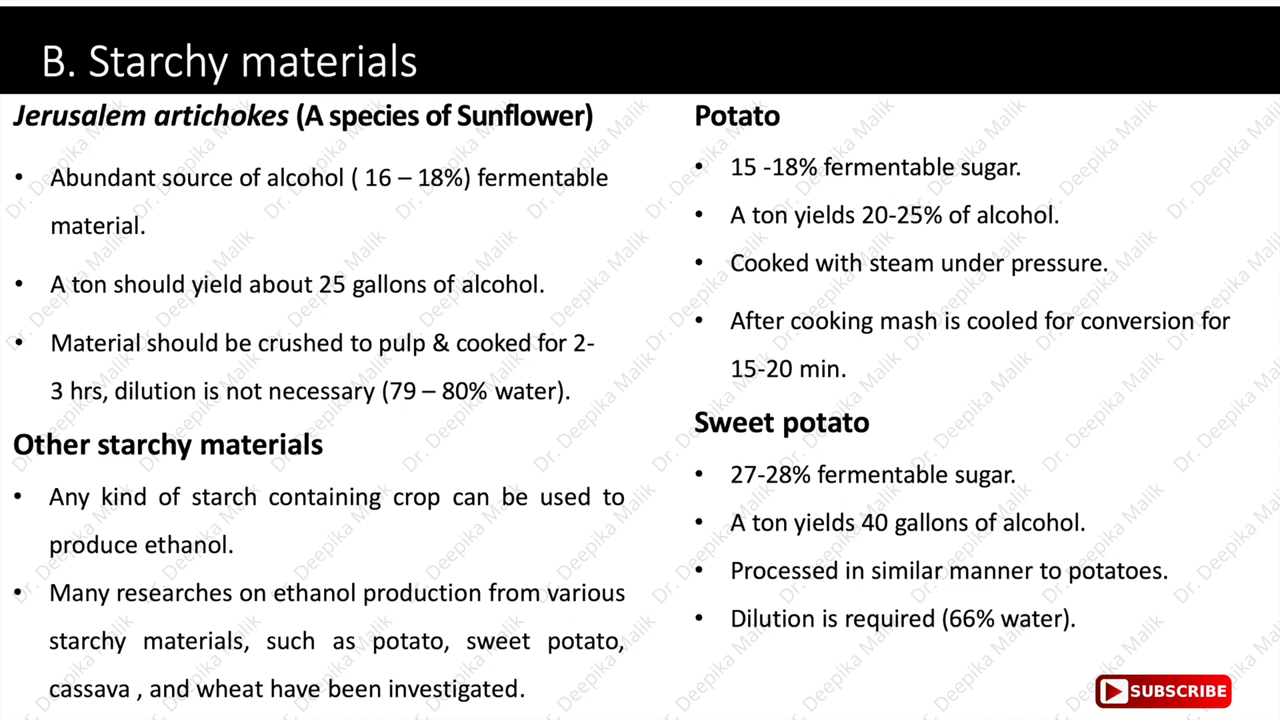 B. Starchy materials
Jerusalem artichokes (A species of Sunflower)
• Abundant source of alcohol ( 16 – 18%) fermentable
material.
• A ton should yield about 25 gallons of alcohol.
• Material should be crushed to pulp & cooked for 2-
3 hrs, dilution is not necessary (79 – 80% water).
Other starchy materials
• Any kind of starch containing crop can be used to
produce ethanol.
• Many researches on ethanol production from various
starchy materials, such as potato, sweet potato,
cassava , and wheat have been investigated.
Potato
• 15 -18% fermentable sugar.
• A ton yields 20-25% of alcohol.
• Cooked with steam under pressure.
• After cooking mash is cooled for conversion for
15-20 min.
Sweet potato
• 27-28% fermentable sugar.
• A ton yields 40 gallons of alcohol.
• Processed in similar manner to potatoes.
• Dilution is required (66% water).
SUBSCRIBE
Dr. Deepika Malik